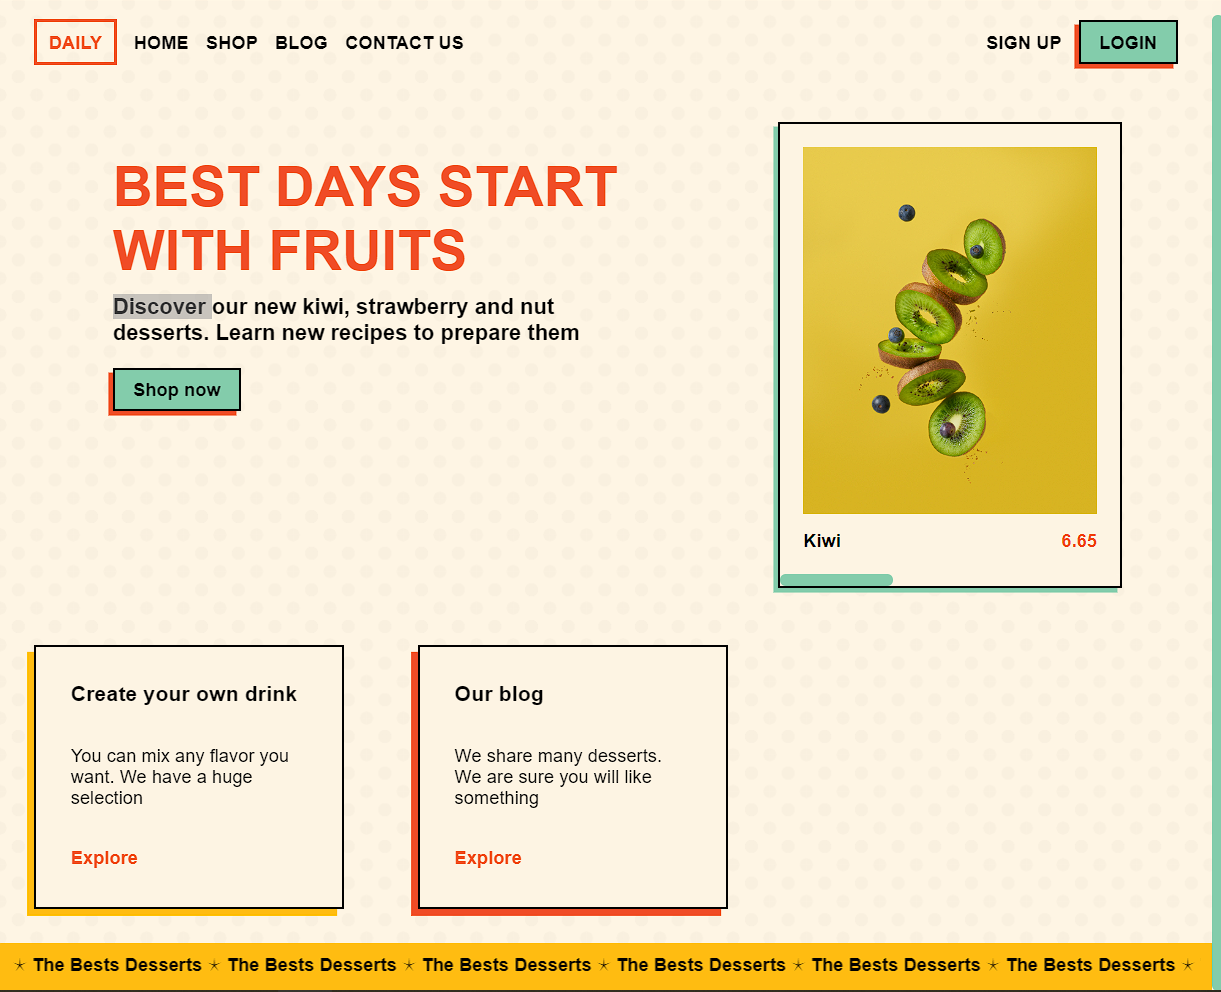 DAILY HOME SHOP BLOG CONTACT US SIGN UP LOGIN
BEST DAYS START
WITH FRUITS
Discover our new kiwi, strawberry and nut
desserts. Learn new recipes to prepare them
Shop now
Kiwi 6.65
Create your own drink
You can mix any flavor you
want. We have a huge
selection
Explore
Our blog
We share many desserts.
We are sure you will like
something
Explore
The Bests Desserts The Bests Desserts The Bests Desserts The Bests Desserts The Bests Desserts The Bests Desserts